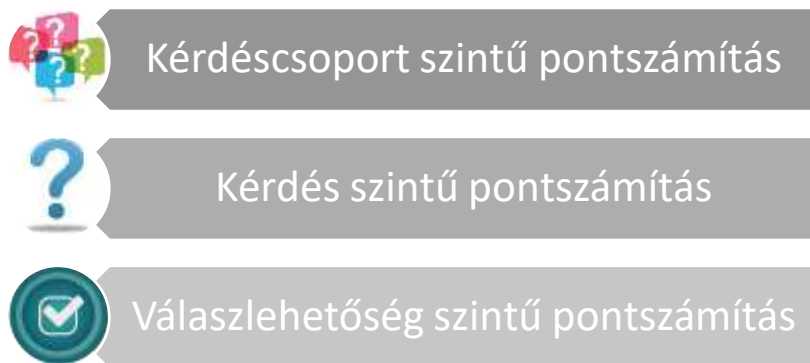 Kérdéscsoport szintű pontszámítás
Kérdés szintű pontszámítás
Válaszlehetőség szintű pontszámítás